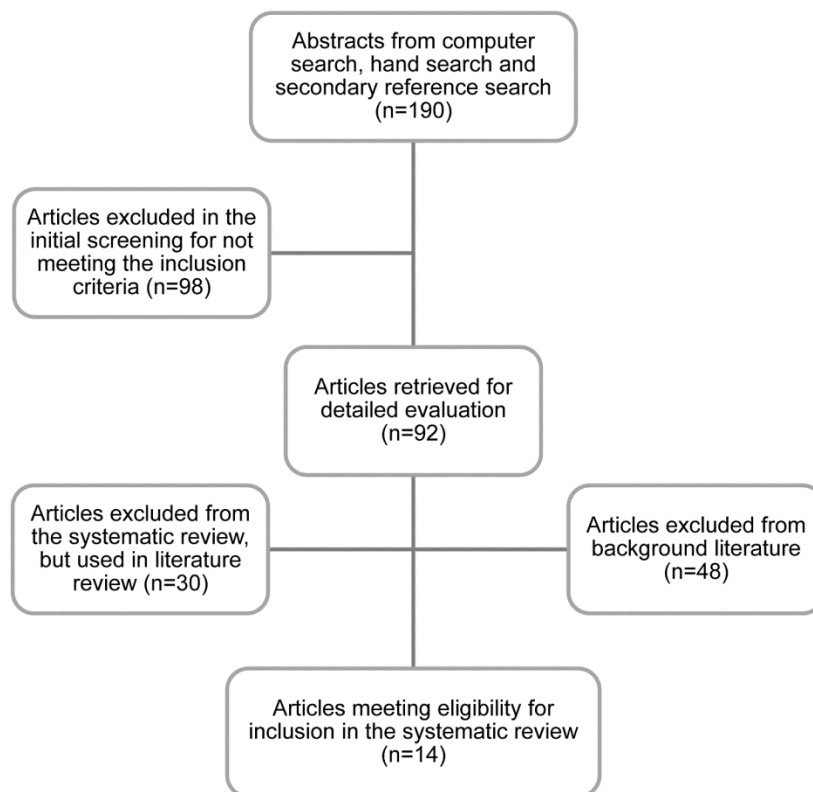 Abstracts from computer
search, hand search and
secondary reference search
(n=190)
Articles excluded in the
initial screening for not
meeting the inclusion
criteria (n=98)
Articles retrieved for
detailed evaluation
(n=92)
Articles excluded from
the systematic review,
but used in literature
review (n=30)
Articles excluded from
background literature
(n=48)
Articles meeting eligibility for
inclusion in the systematic review
(n=14)